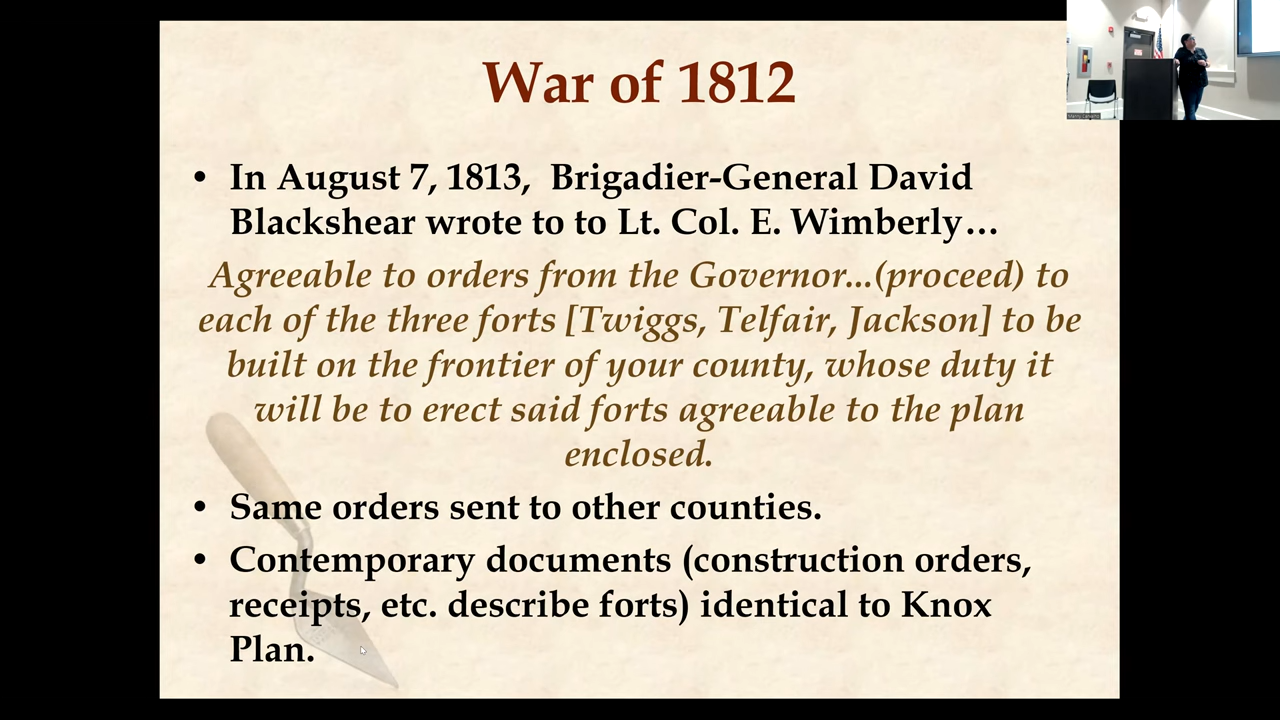 War of 1812
• In August 7, 1813, Brigadier-General David
Blackshear wrote to to Lt. Col. E. Wimberly…
Agreeable to orders from the Governor...(proceed) to
each of the three forts [Twiggs, Telfair, Jackson] to be
built on the frontier of your county, whose duty it
will be to erect said forts agreeable to the plan
enclosed.
• Same orders sent to other counties.
• Contemporary documents (construction orders,
receipts, etc. describe forts) identical to Knox
Plan.